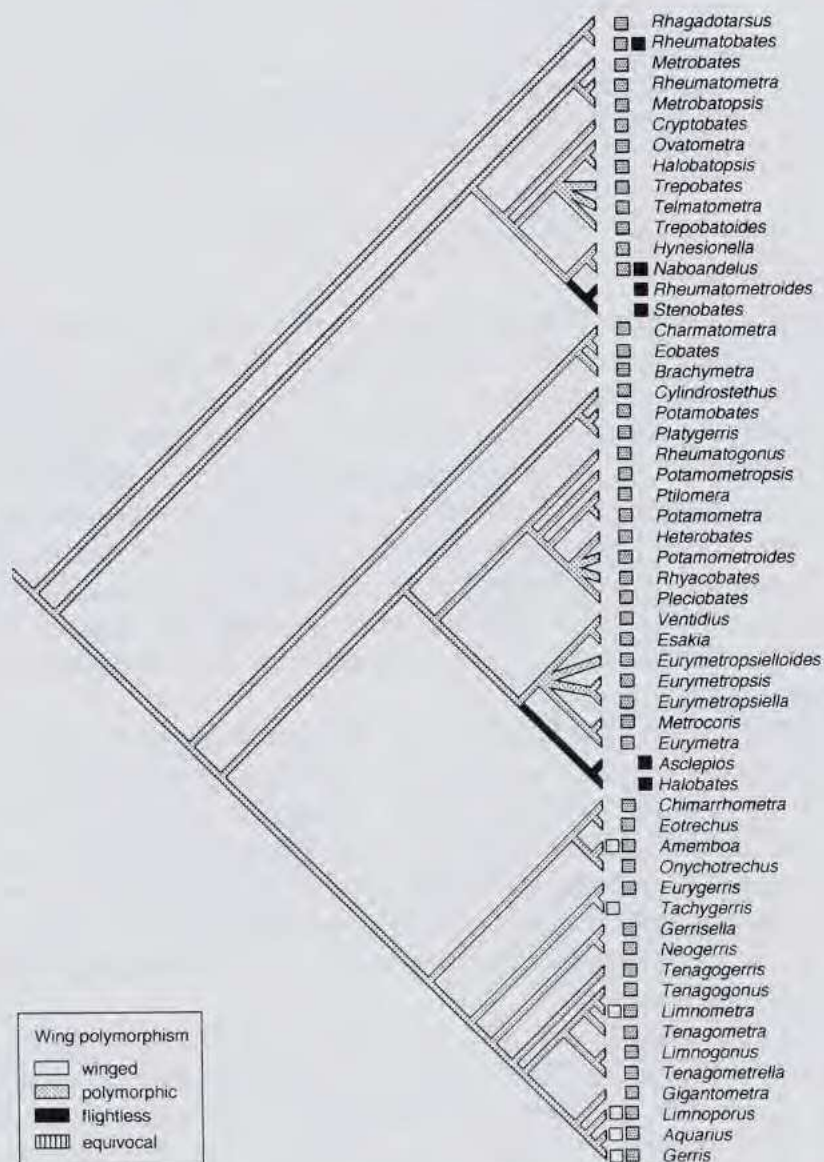 Rhagadotarsus
Rheumatobates
Metrobates
Rheumatometra
Metrobatopsis
Cryptobates
Ovatometra
Halobatopsis
Trepobates
Telmatometra
Trepobatoides
Hynesionella
Naboandelus
Rheumatometroides
Stenobates
Charmatometra
Eobates
Brachymetra
Cylindrostethus
Potamobates
Platygerris
Rheumatogonus
Potamometropsis
Ptilomera
Potamometra
Heterobates
Potamometroides
Rhyacobates
Pleciobates
Ventidius
Esakia
Eurymetropsielloides
Eurymetropsis
Eurymetropsiella
Metrocoris
Eurymetra
Asclepios
Halobates
Chimarrhometra
Eotrechus
Amemboa
Onychotrechus
Eurygerris
Tachygerris
Gerrisella
Neogerris
Tenagogerris
Tenagogonus
Limnometra
Tenagometra
Limnogonus
Tenagometrella
Gigantometra
Limnoporus
Aquarius
Gerris
Wing polymorphism
winged
polymorphic
flightless
equivocal